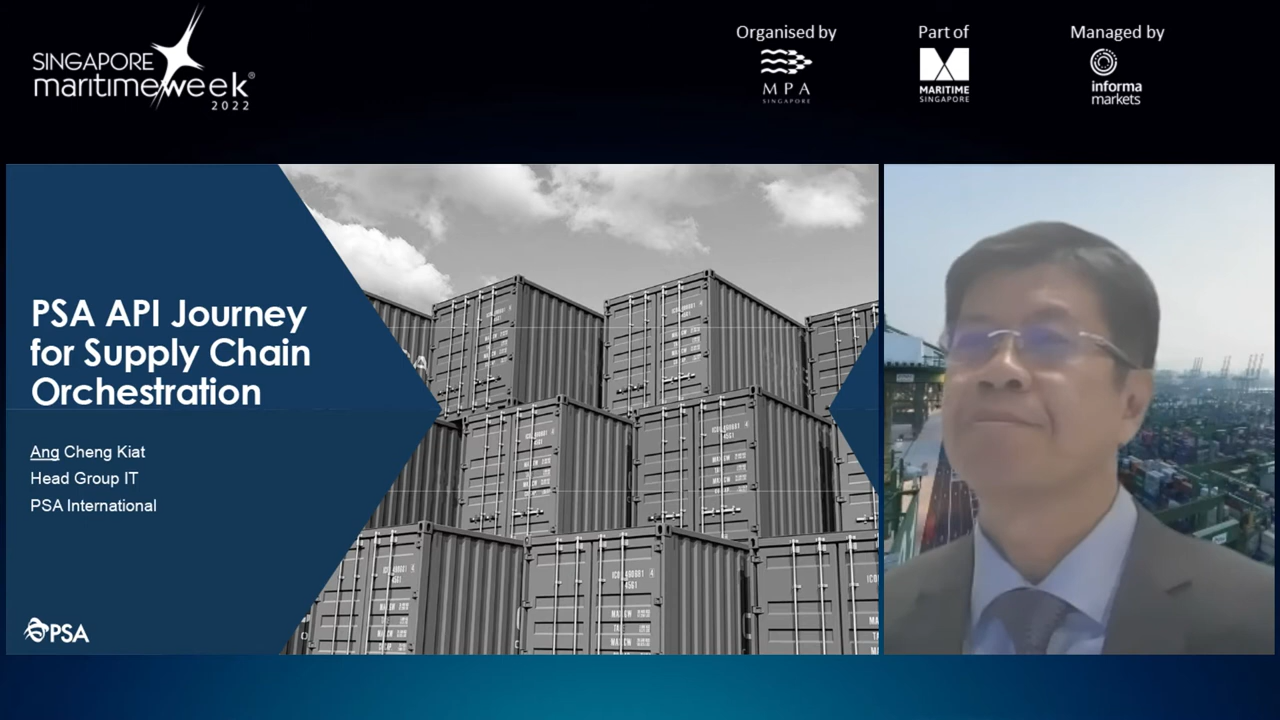 SINGAPORE
maritimeweek®
2022
Organised by
MPA
SINGAPORE
Part of
MARITIME
SINGAPORE
Managed by
informa
markets
PSA API Journey
for Supply Chain
Orchestration
Ang Cheng Kiat
Head Group IT
PSA International
PSA